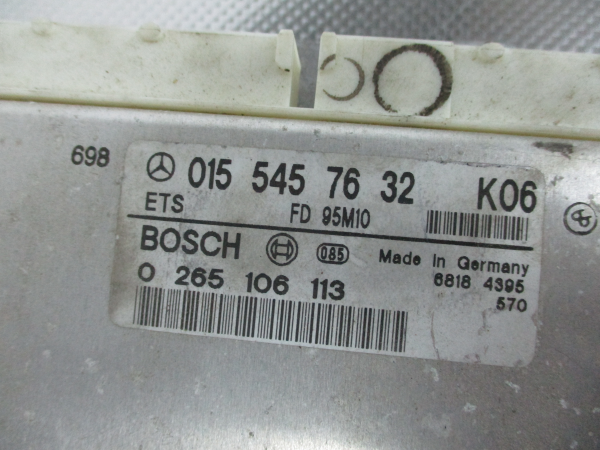 698
015 545 76 32 K06
ETS FD 95M10
BOSCH 085 Made in Germany
0 265 106 113 6818 4395
570